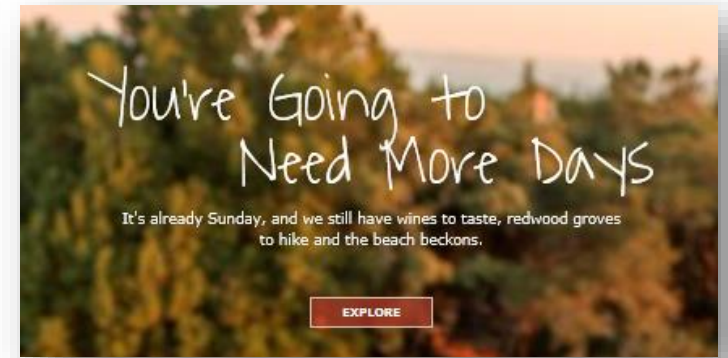 You're Going to
Need More Days
It's already Sunday, and we still have wines to taste, redwood groves
to hike and the beach beckons.
EXPLORE